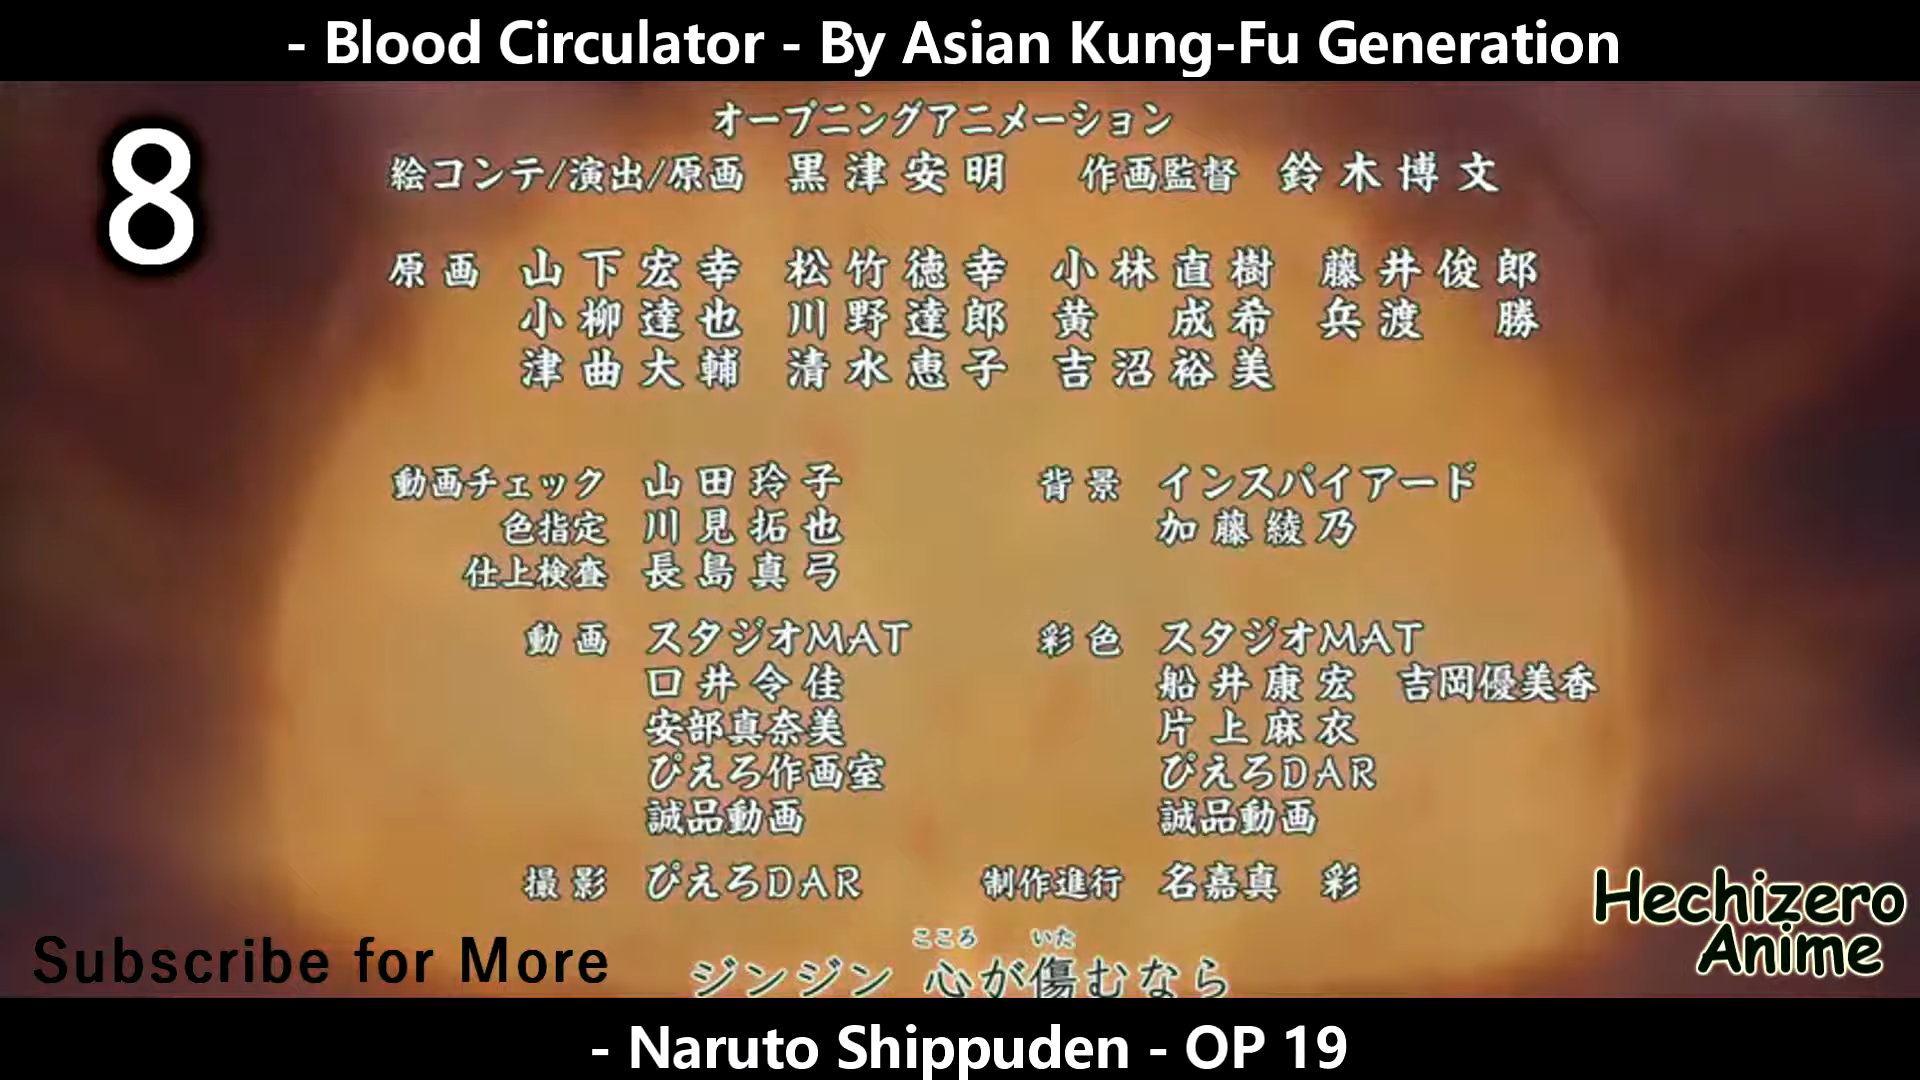 - Blood Circulator - By Asian Kung-Fu Generation
8
オープニングアニメーション
絵コンテ/演出/原画 黒津安明 作画監督 鈴木博文
原画 山下宏幸 松竹徳幸 小林直樹 藤井俊郎
小柳達也 川野達郎 黄 成希 兵渡 勝
津曲大輔 清水恵子 吉沼裕美
動画チェック 山田玲子 背景 インスパイアード
色指定 川見拓也 加藤綾乃
仕上検査 長島真弓
動画 スタジオMAT 彩色 スタジオMAT
口井令佳 船井康宏 吉岡優美香
安部真奈美 片上麻衣
ぴえろ作画室 ぴえろDAR
誠品動画 誠品動画
撮影 ぴえろDAR 制作進行 名嘉真 彩
Hechizero
Anime
Subscribe for More
こころ いた
ジンジン 心が傷むなら
- Naruto Shippuden - OP 19